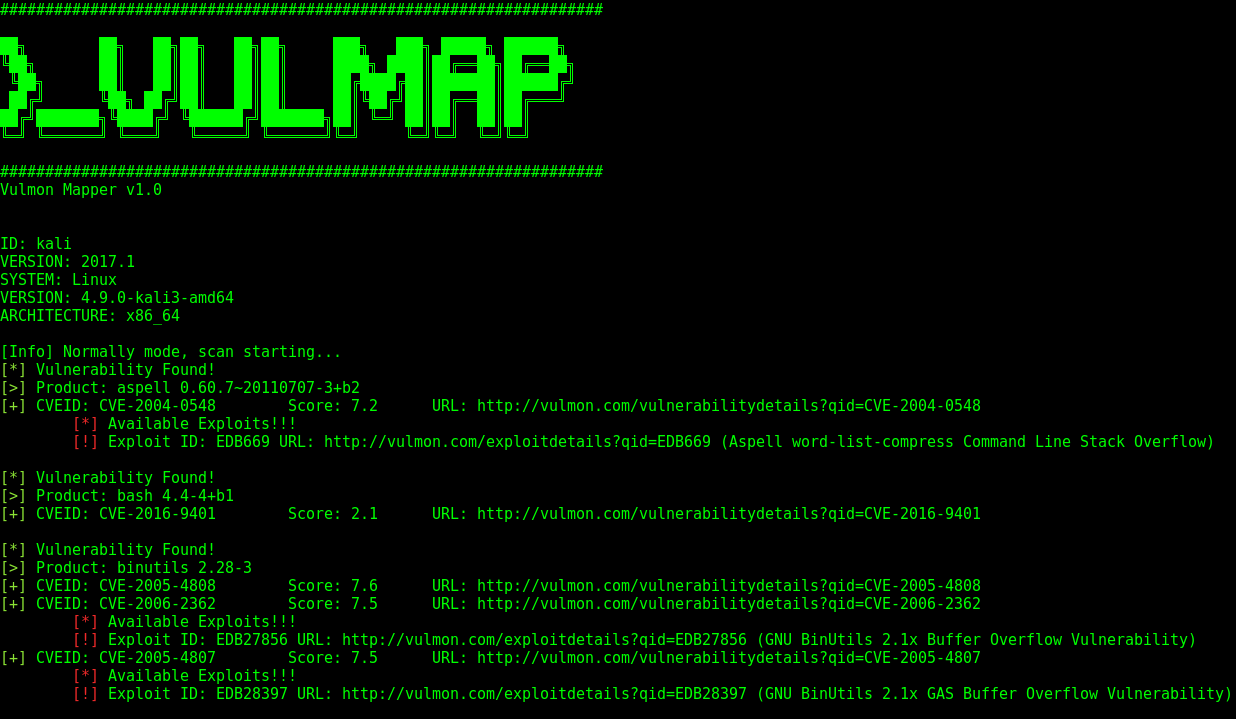 ###################################################################
>_VULMAP
###################################################################
Vulmon Mapper v1.0
ID: kali
VERSION: 2017.1
SYSTEM: Linux
VERSION: 4.9.0-kali3-amd64
ARCHITECTURE: x86_64
[Info] Normally mode, scan starting...
[*] Vulnerability Found!
[>] Product: aspell 0.60.7~20110707-3+b2
[+] CVEID: CVE-2004-0548        Score: 7.2      URL: http://vulmon.com/vulnerabilitydetails?qid=CVE-2004-0548
        [*] Available Exploits!!!
        [!] Exploit ID: EDB669 URL: http://vulmon.com/exploitdetails?qid=EDB669 (Aspell word-list-compress Command Line Stack Overflow)
[*] Vulnerability Found!
[>] Product: bash 4.4-4+b1
[+] CVEID: CVE-2016-9401        Score: 2.1      URL: http://vulmon.com/vulnerabilitydetails?qid=CVE-2016-9401
[*] Vulnerability Found!
[>] Product: binutils 2.28-3
[+] CVEID: CVE-2005-4808        Score: 7.6      URL: http://vulmon.com/vulnerabilitydetails?qid=CVE-2005-4808
[+] CVEID: CVE-2006-2362        Score: 7.5      URL: http://vulmon.com/vulnerabilitydetails?qid=CVE-2006-2362
        [*] Available Exploits!!!
        [!] Exploit ID: EDB27856 URL: http://vulmon.com/exploitdetails?qid=EDB27856 (GNU BinUtils 2.1x Buffer Overflow Vulnerability)
[+] CVEID: CVE-2005-4807        Score: 7.5      URL: http://vulmon.com/vulnerabilitydetails?qid=CVE-2005-4807
        [*] Available Exploits!!!
        [!] Exploit ID: EDB28397 URL: http://vulmon.com/exploitdetails?qid=EDB28397 (GNU BinUtils 2.1x GAS Buffer Overflow Vulnerability)